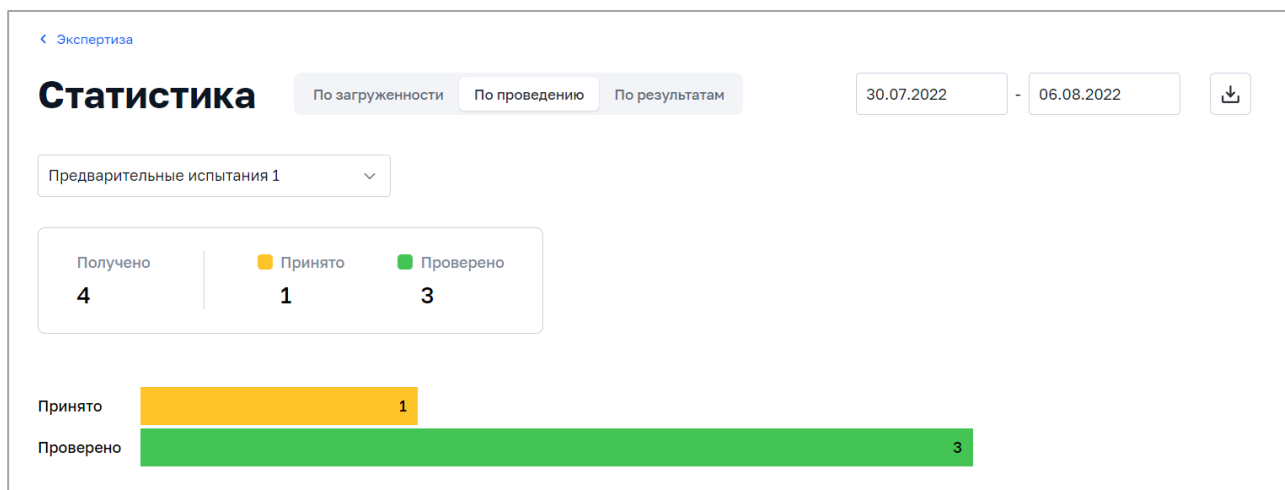 Экспертиза
Статистика По загруженности По проведению По результатам 30.07.2022 - 06.08.2022
Предварительные испытания 1
Получено Принято Проверено
4 1 3
Принято 1
Проверено 3